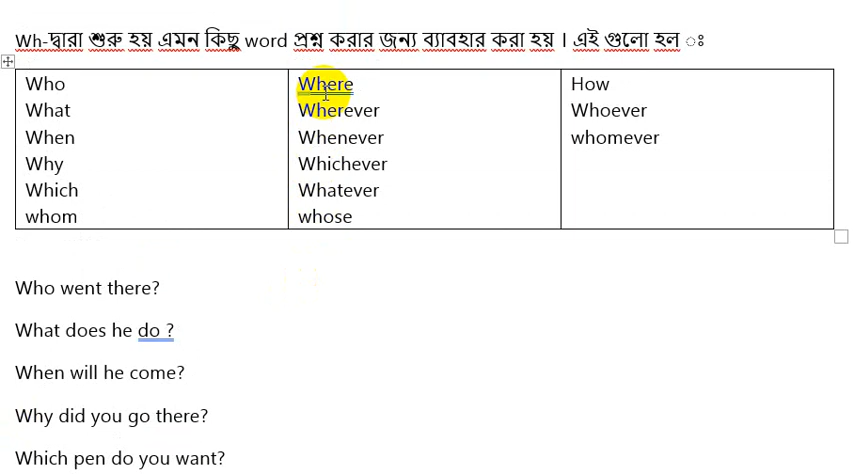 Wh-দ্বারা শুরু হয় এমন কিছু word প্রশ্ন করার জন্য ব্যাবহার করা হয় । এই গুলো হল ঃ
Who
What
When
Why
Which
whom
Where
Wherever
Whenever
Whichever
Whatever
whose
How
Whoever
whomever
Who went there?
What does he do ?
When will he come?
Why did you go there?
Which pen do you want?